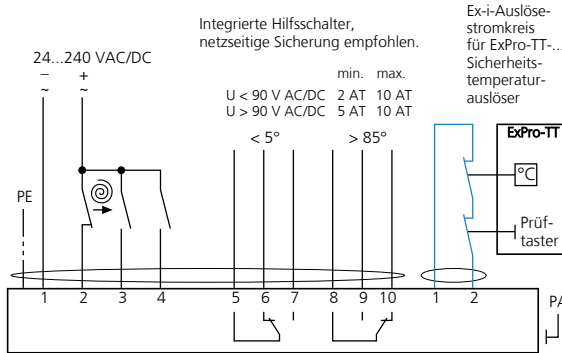 Integrierte Hilfsschalter,
netzseitige Sicherung empfohlen.
Ex-i-Auslöse-
stromkreis
für ExPro-TT-...
Sicherheits-
temperatur-
auslöser
24...240 VAC/DC
– +
~ ~
min. max.
U < 90 V AC/DC 2 AT 10 AT
U > 90 V AC/DC 5 AT 10 AT
< 5° > 85°
ExPro-TT
°C
Prüf-
taster
PE
1 2 3 4 5 6 7 8 9 10 1 2
PA